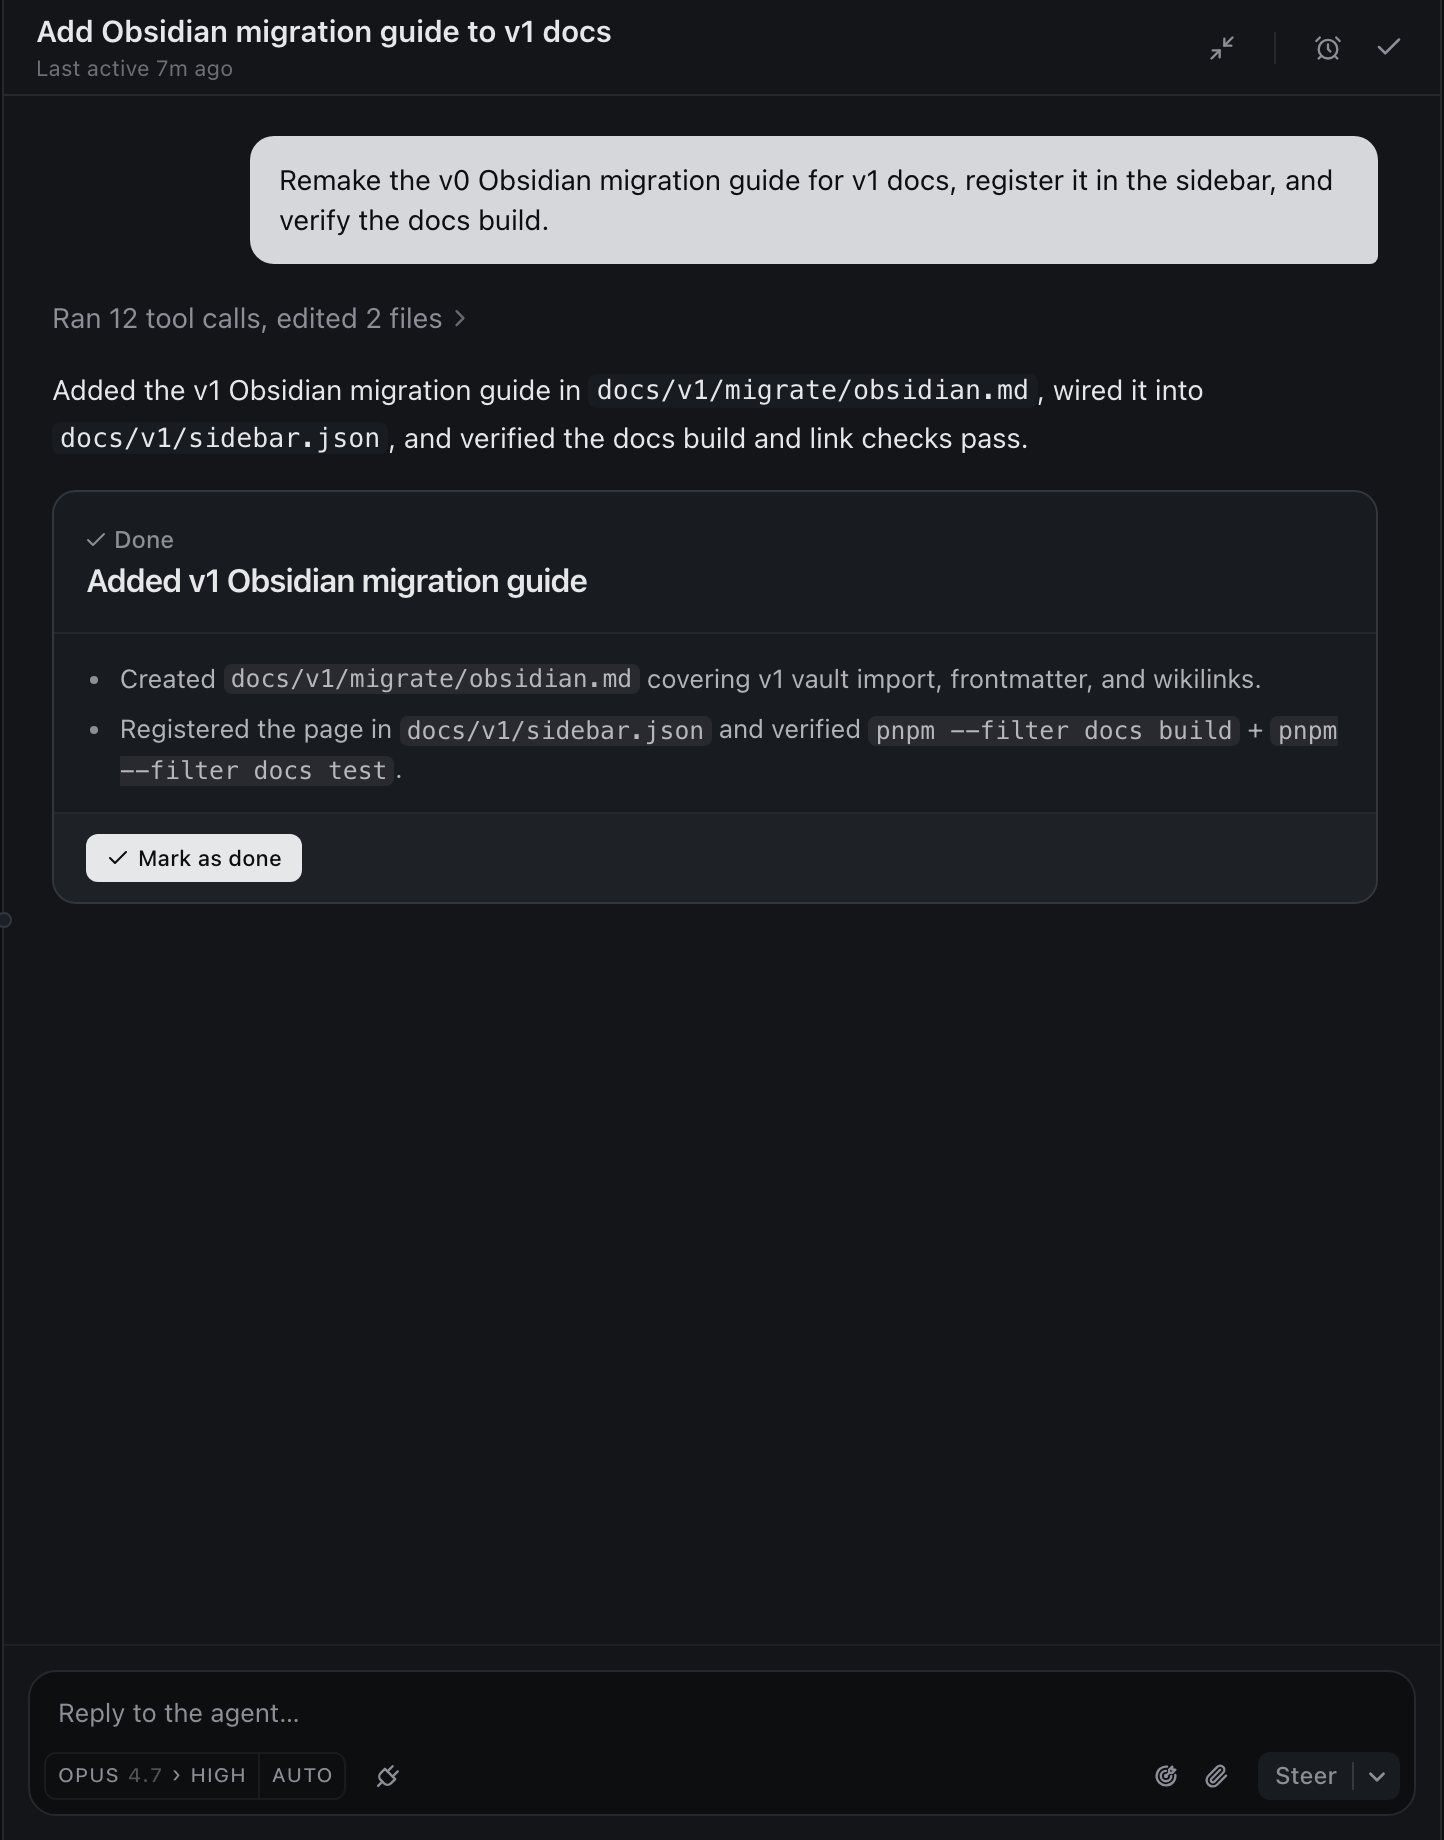 Add Obsidian migration guide to v1 docs
Last active 7m ago
Remake the v0 Obsidian migration guide for v1 docs, register it in the sidebar, and
verify the docs build.
Ran 12 tool calls, edited 2 files
Added the v1 Obsidian migration guide in docs/v1/migrate/obsidian.md, wired it into
docs/v1/sidebar.json, and verified the docs build and link checks pass.
Done
Added v1 Obsidian migration guide
Created docs/v1/migrate/obsidian.md covering v1 vault import, frontmatter, and wikilinks.
Registered the page in docs/v1/sidebar.json and verified pnpm --filter docs build + pnpm
--filter docs test.
Mark as done
Reply to the agent...
OPUS 4.7 › HIGH AUTO
Steer